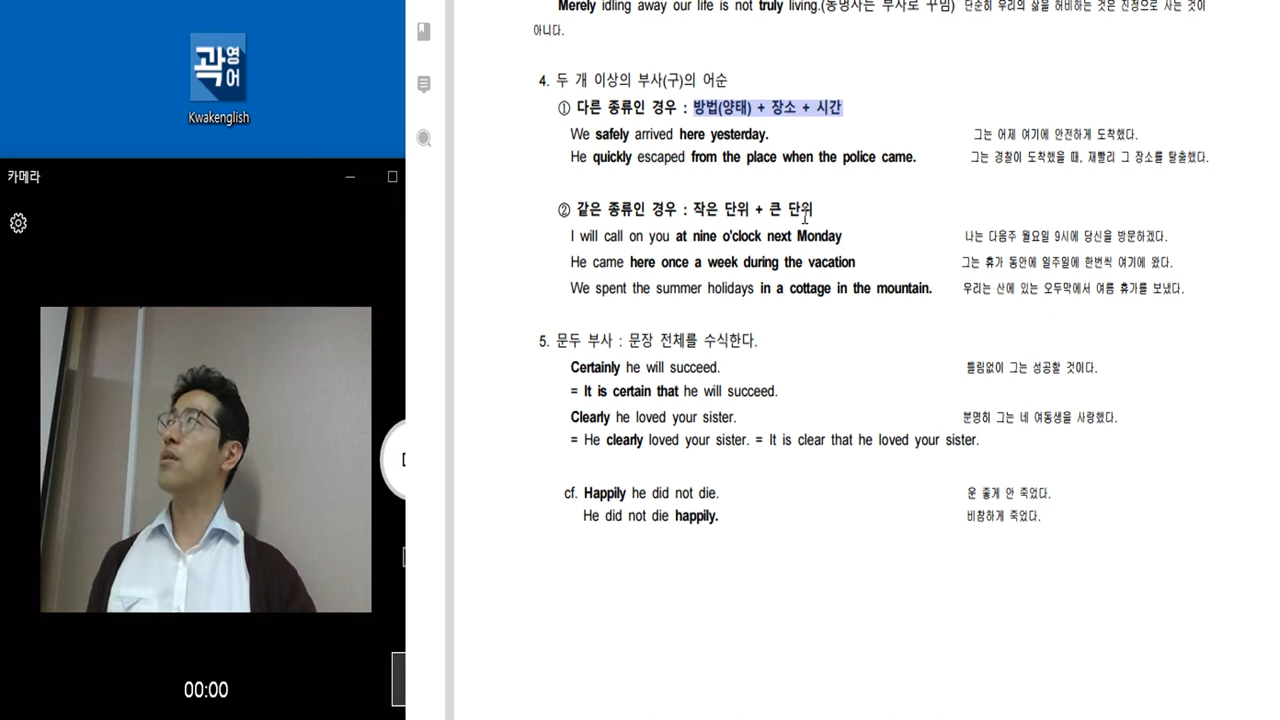 곽영어
Kwakenglish
카메라
00:00
Merely idling away our life is not truly living.(동명사는 부사로 꾸밈) 단순히 우리의 삶을 허비하는 것은 진정으로 사는 것이
아니다.
4. 두 개 이상의 부사(구)의 어순
① 다른 종류인 경우 : 방법(양태) + 장소 + 시간
We safely arrived here yesterday. 그는 어제 여기에 안전하게 도착했다.
He quickly escaped from the place when the police came. 그는 경찰이 도착했을 때, 재빨리 그 장소를 탈출했다.
② 같은 종류인 경우 : 작은 단위 + 큰 단위
I will call on you at nine o'clock next Monday 나는 다음주 월요일 9시에 당신을 방문하겠다.
He came here once a week during the vacation 그는 휴가 동안에 일주일에 한번씩 여기에 왔다.
We spent the summer holidays in a cottage in the mountain. 우리는 산에 있는 오두막에서 여름 휴가를 보냈다.
5. 문두 부사 : 문장 전체를 수식한다.
Certainly he will succeed. 틀림없이 그는 성공할 것이다.
= It is certain that he will succeed.
Clearly he loved your sister. 분명히 그는 네 여동생을 사랑했다.
= He clearly loved your sister. = It is clear that he loved your sister.
cf. Happily he did not die. 운 좋게 안 죽었다.
He did not die happily. 비참하게 죽었다.